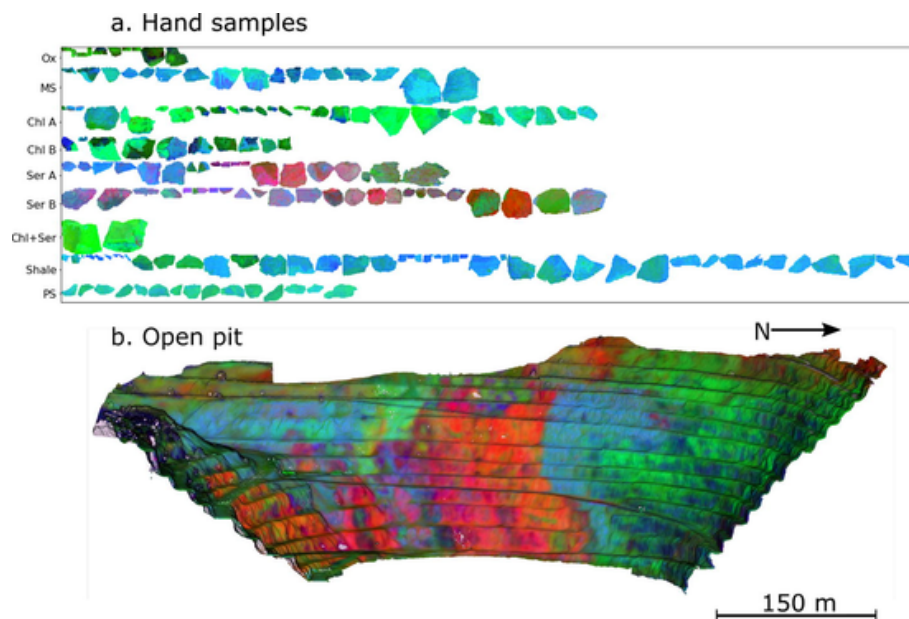 a. Hand samples
Ox
MS
Chl A
Chl B
Ser A
Ser B
Chl+Ser
Shale
PS
b. Open pit
N
150 m